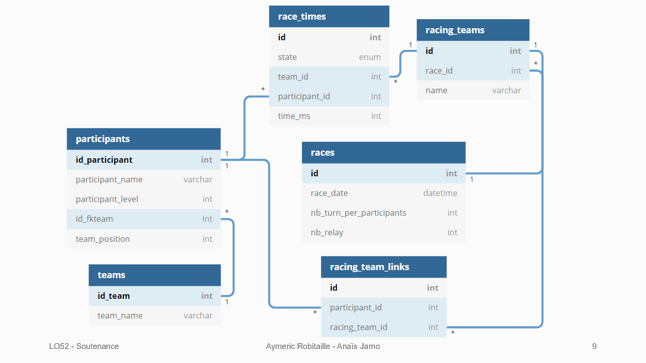 race_times
id int
state enum
team_id int
participant_id int
time_ms int
racing_teams
id int
race_id int
name varchar
1
*
1
*
*
participants
id_participant int
participant_name varchar
participant_level int
id_fkteam int
team_position int
1
1
*
races
id int
race_date datetime
nb_turn_per_participants int
nb_relay int
1
teams
id_team int
team_name varchar
1
racing_team_links
id int
participant_id int
racing_team_id int
*
*
LO52 - Soutenance
Aymeric Robitaille - Anaïs Jamo
9